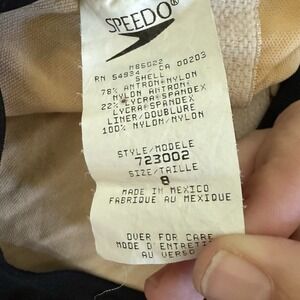 SPEEDO
M85022
RN 54934 CA 00203
SHELL
78% ANTRON•NYLON
NYLON ANTRON•
22% LYCRA•SPANDEX
LYCRA•SPANDEX
LINER/DOUBLURE
100% NYLON/NYLON
STYLE/MODELE
723002
SIZE/TAILLE
8
MADE IN MEXICO
FABRIQUE AU MEXIQUE
OVER FOR CARE
MODE D'ENTRETIEN
AU VERSO